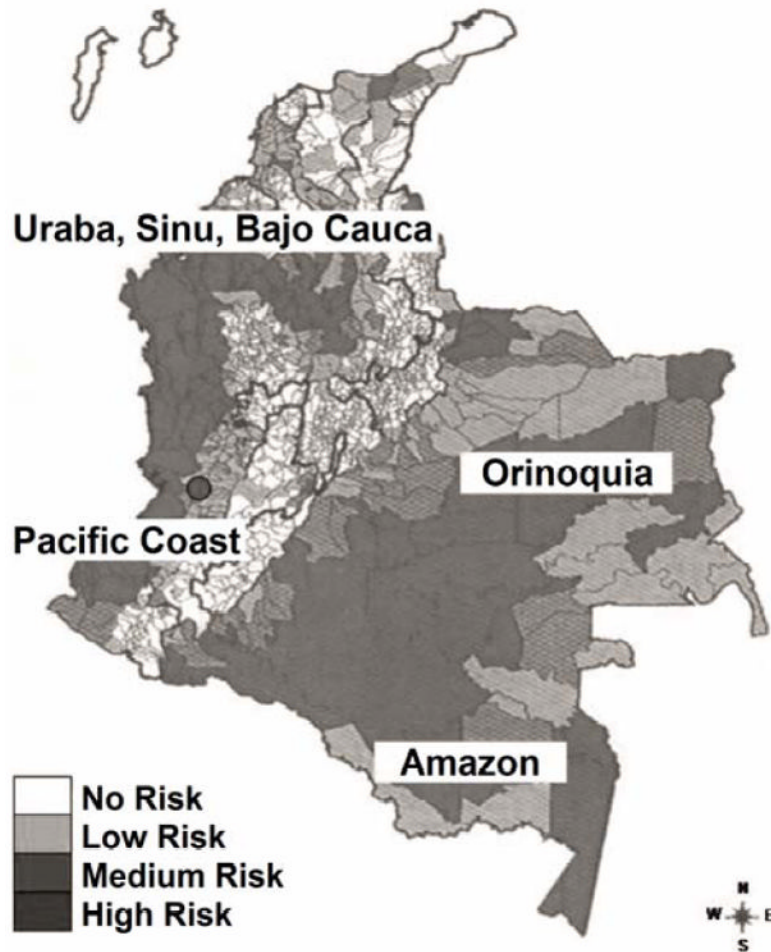 Uraba, Sinu, Bajo Cauca
Orinoquia
Pacific Coast
Amazon
No Risk
Low Risk
Medium Risk
High Risk
N
W E
S